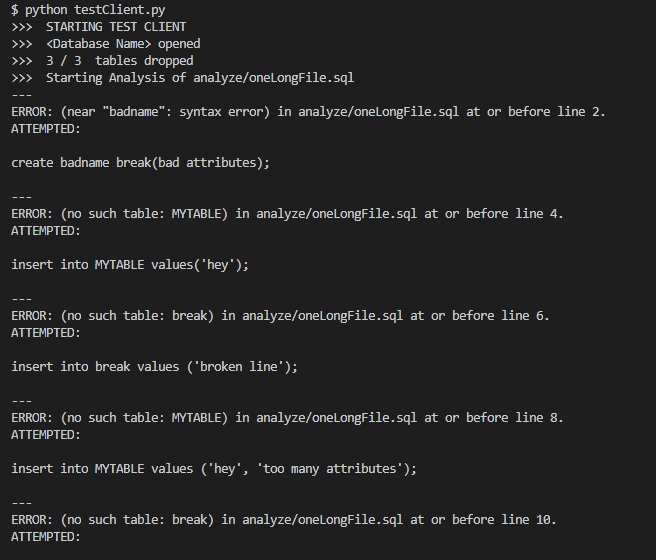 $ python testClient.py
>>>  STARTING TEST CLIENT
>>>  <Database Name> opened
>>>  3 / 3  tables dropped
>>>  Starting Analysis of analyze/oneLongFile.sql
---
ERROR: (near "badname": syntax error) in analyze/oneLongFile.sql at or before line 2.
ATTEMPTED:
create badname break(bad attributes);
---
ERROR: (no such table: MYTABLE) in analyze/oneLongFile.sql at or before line 4.
ATTEMPTED:
insert into MYTABLE values('hey');
---
ERROR: (no such table: break) in analyze/oneLongFile.sql at or before line 6.
ATTEMPTED:
insert into break values ('broken line');
---
ERROR: (no such table: MYTABLE) in analyze/oneLongFile.sql at or before line 8.
ATTEMPTED:
insert into MYTABLE values ('hey', 'too many attributes');
---
ERROR: (no such table: break) in analyze/oneLongFile.sql at or before line 10.
ATTEMPTED: